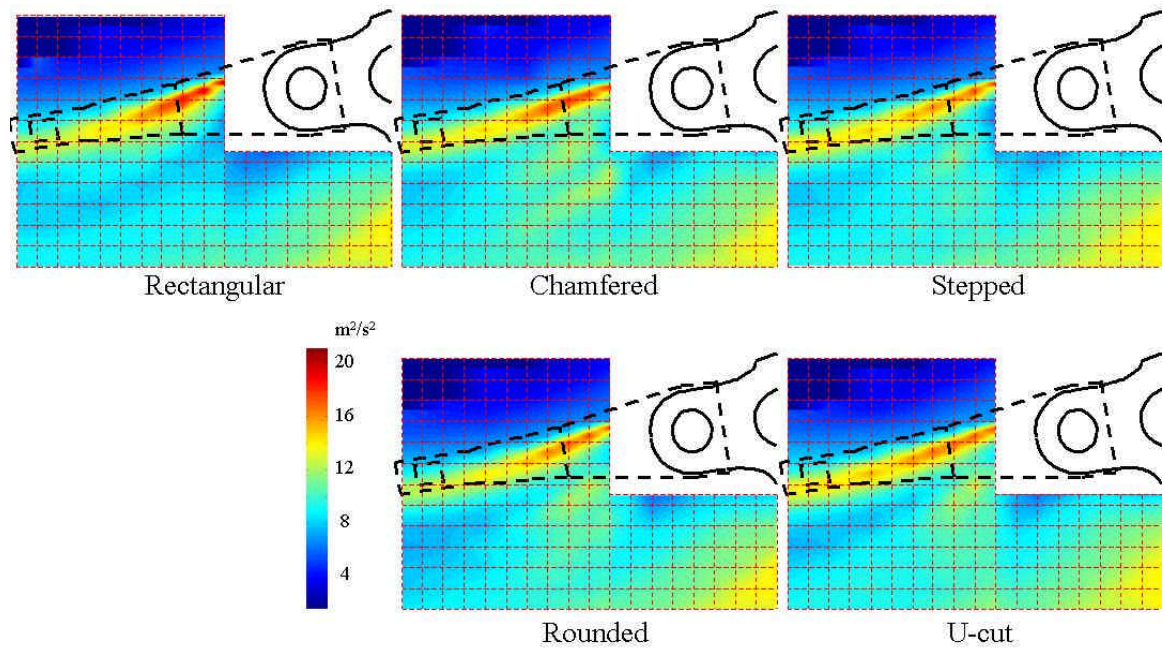 Rectangular
Chamfered
Stepped
m²/s²
20
16
12
8
4
Rounded
U-cut